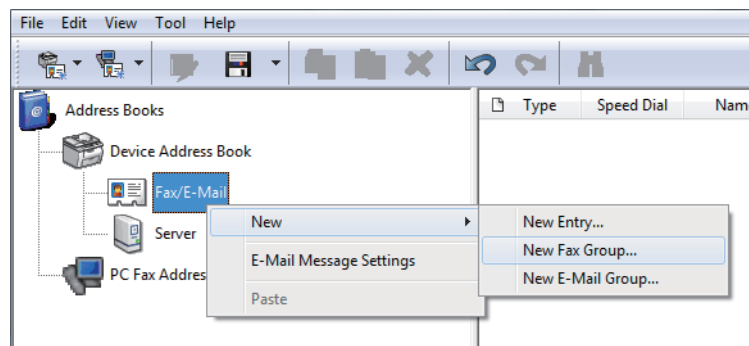 File Edit View Tool Help
Address Books
Type Speed Dial Nam
Device Address Book
Fax/E-Mail
Server
PC Fax Addres
New
E-Mail Message Settings
Paste
New Entry...
New Fax Group...
New E-Mail Group...